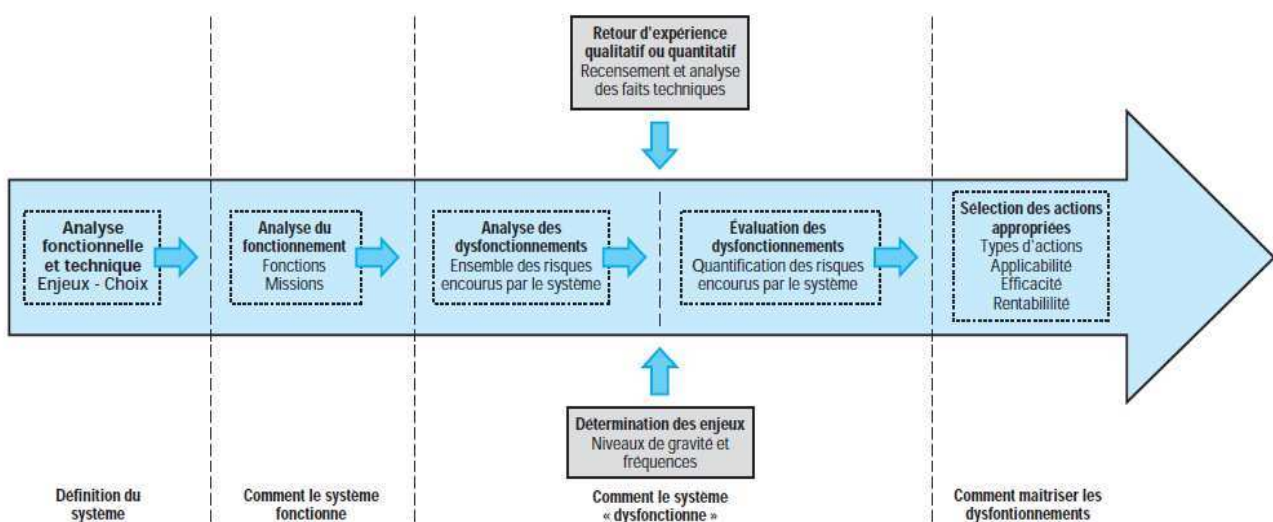 Retour d'expérience
qualitatif ou quantitatif
Recensement et analyse
des faits techniques
Analyse
fonctionnelle
et technique
Enjeux - Choix
Analyse du
fonctionnement
Fonctions
Missions
Analyse des
dysfonctionnements
Ensemble des risques
encourus par le système
Évaluation des
dysfonctionnements
Quantification des risques
encourus par le système
Sélection des actions
appropriées
Types d'actions
Applicabilité
Efficacité
Rentabililité
Détermination des enjeux
Niveaux de gravité et
fréquences
Définition du
système
Comment le système
fonctionne
Comment le système
« dysfonctionne »
Comment maîtriser les
dysfontionnements